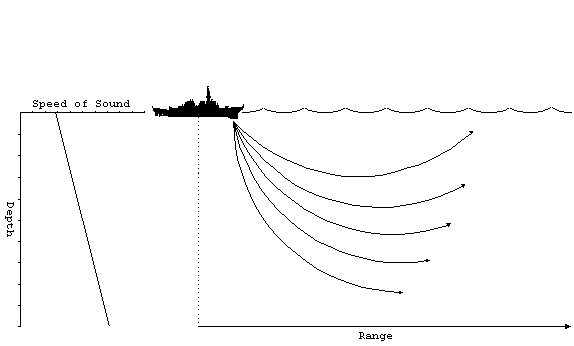 Speed of Sound
Depth
Range